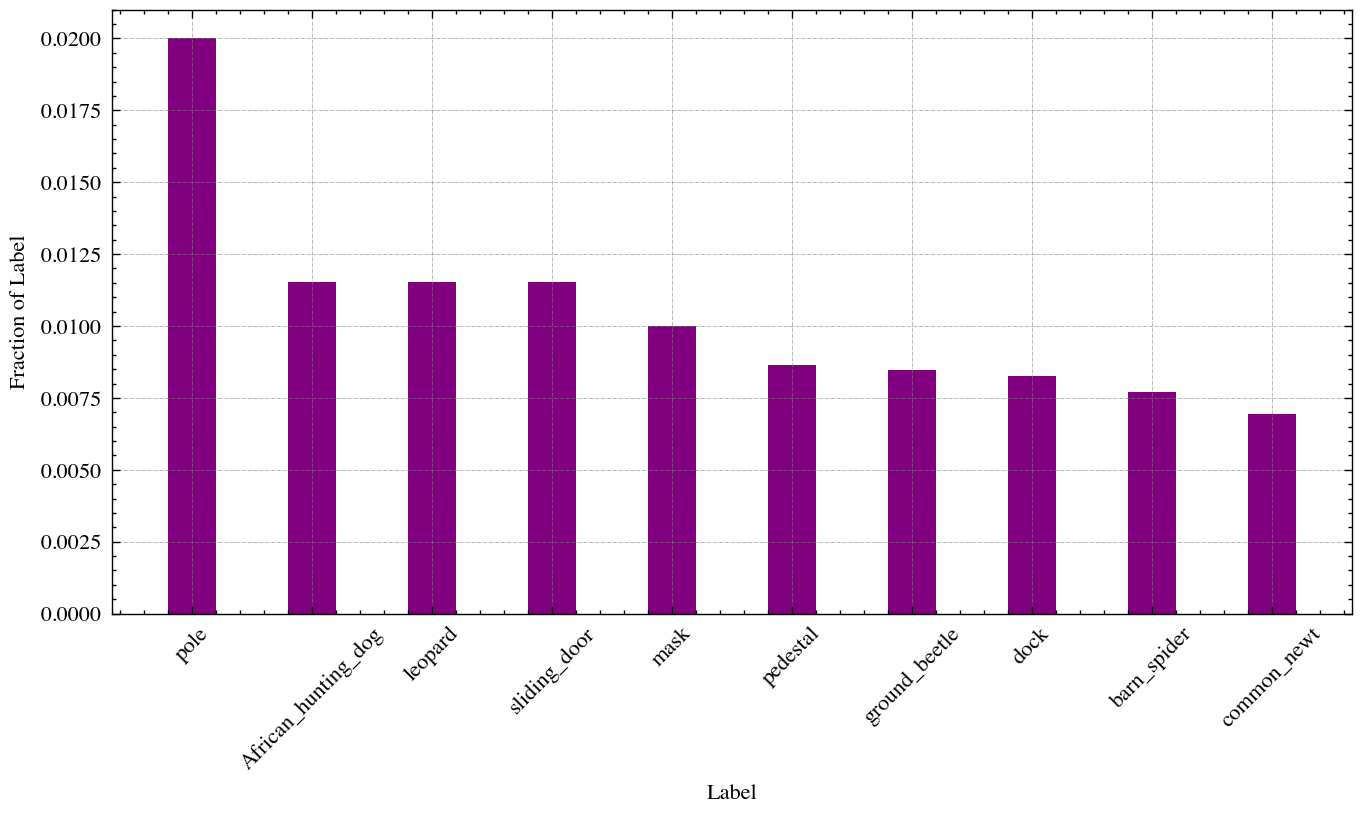 Fraction of Label
0.0200
0.0175
0.0150
0.0125
0.0100
0.0075
0.0050
0.0025
0.0000
pole
African_hunting_dog
leopard
sliding_door
mask
pedestal
ground_beetle
dock
barn_spider
common_newt
Label